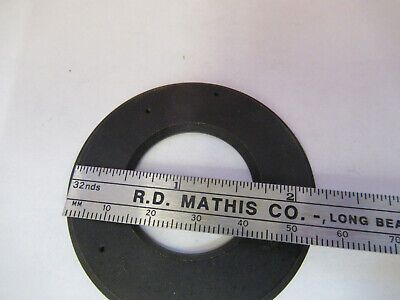 32nds 1 2
R.D. MATHIS CO. –, LONG BEA
MM 10 20 30 40 50 60 70